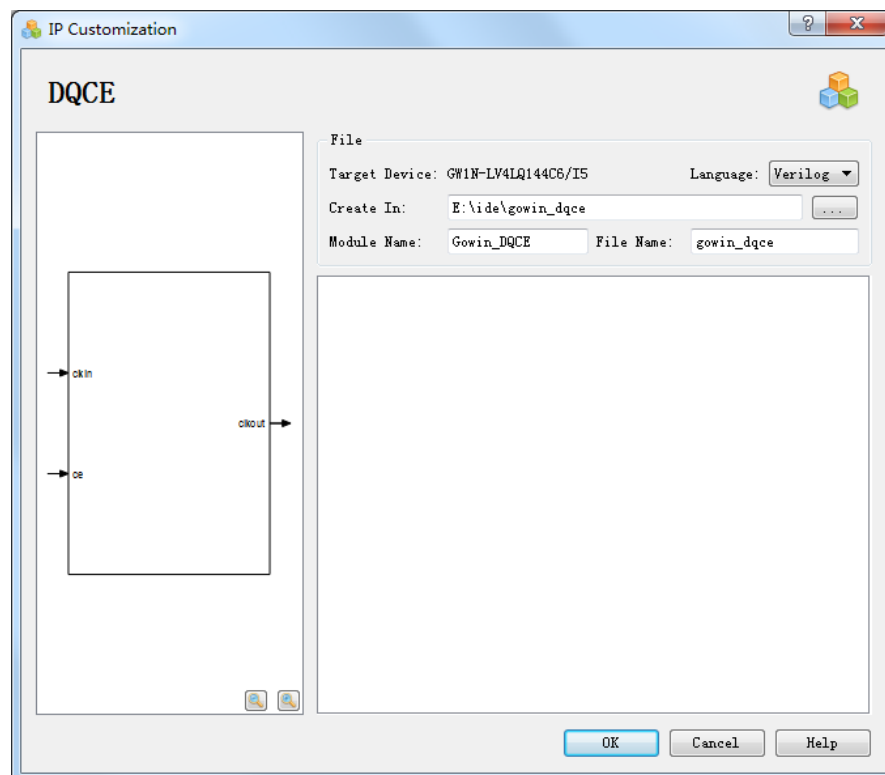 IP Customization
DQCE
File
Target Device: GW1N-LV4LQ144C6/I5 Language: Verilog
Create In: E:\ide\gowin_dqce ...
Module Name: Gowin_DQCE File Name: gowin_dqce
clkin
clkout
ce
OK Cancel Help